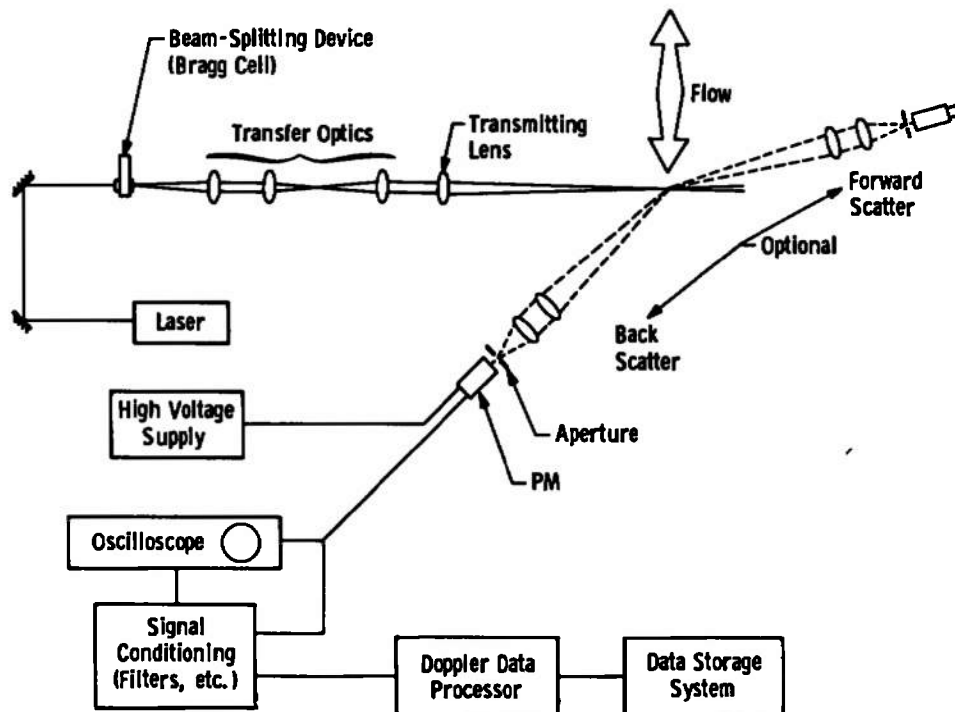 Beam-Splitting Device
(Bragg Cell)
Flow
Transfer Optics
Transmitting
Lens
Forward
Scatter
Optional
Laser
Back
Scatter
High Voltage
Supply
Aperture
PM
Oscilloscope
Signal
Conditioning
(Filters, etc.)
Doppler Data
Processor
Data Storage
System